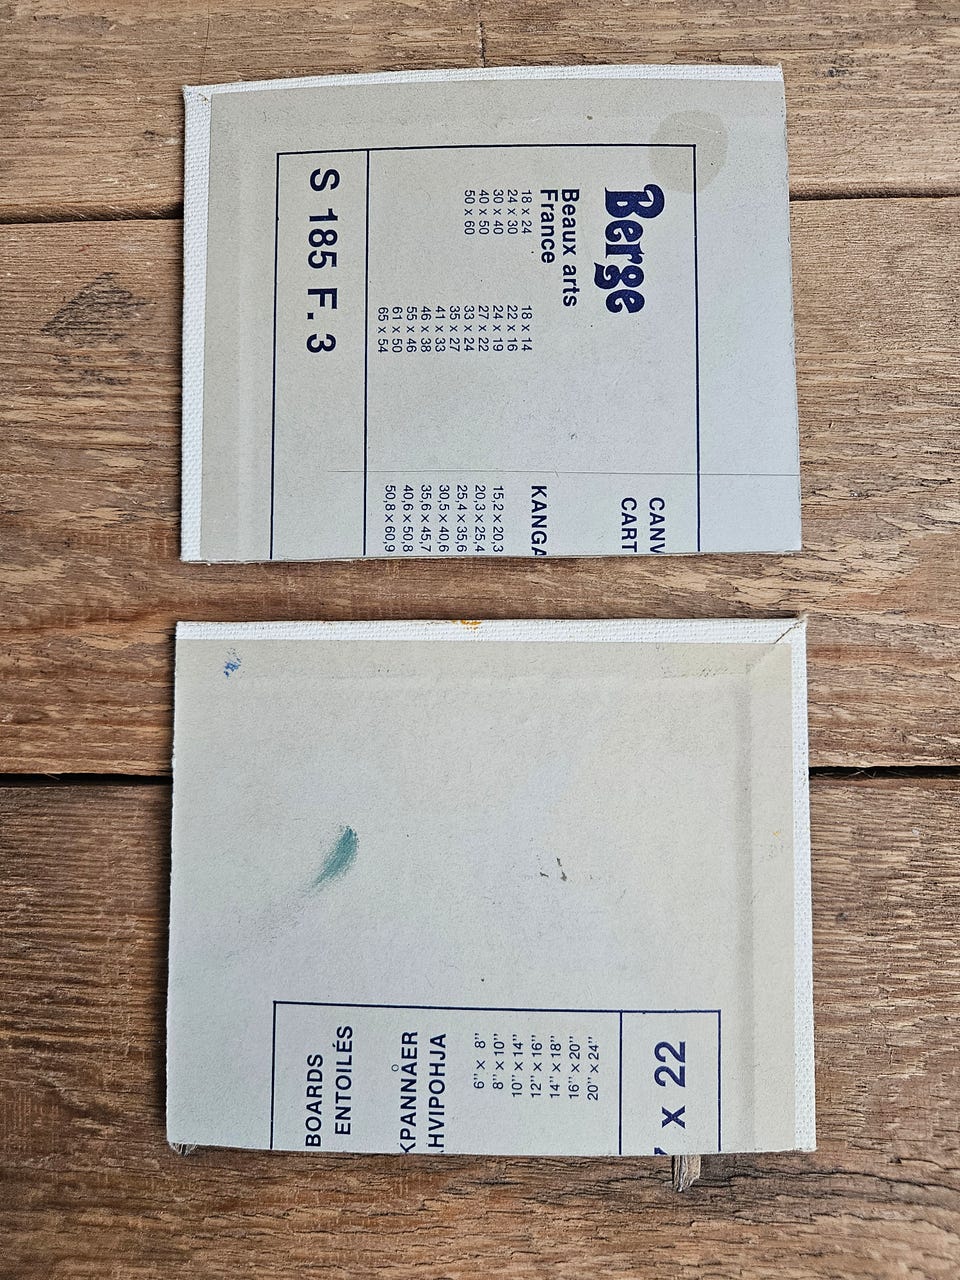 Berge
Beaux arts
France
18 x 24
24 x 30
30 x 40
40 x 50
50 x 60
18 x 14
22 x 16
24 x 19
27 x 22
33 x 24
35 x 27
41 x 33
46 x 38
55 x 46
61 x 50
65 x 54
CANV
CART
KANGA
15,2 x 20,3
20,3 x 25,4
25,4 x 35,6
30,5 x 40,6
35,6 x 45,7
40,6 x 50,8
50,8 x 60,9
S 185 F. 3
BOARDS
ENTOILÉS
KPANNÅER
HVIPOHJA
6" x 8"
8" x 10"
10" x 14"
12" x 16"
14" x 18"
16" x 20"
20" x 24"
x 22